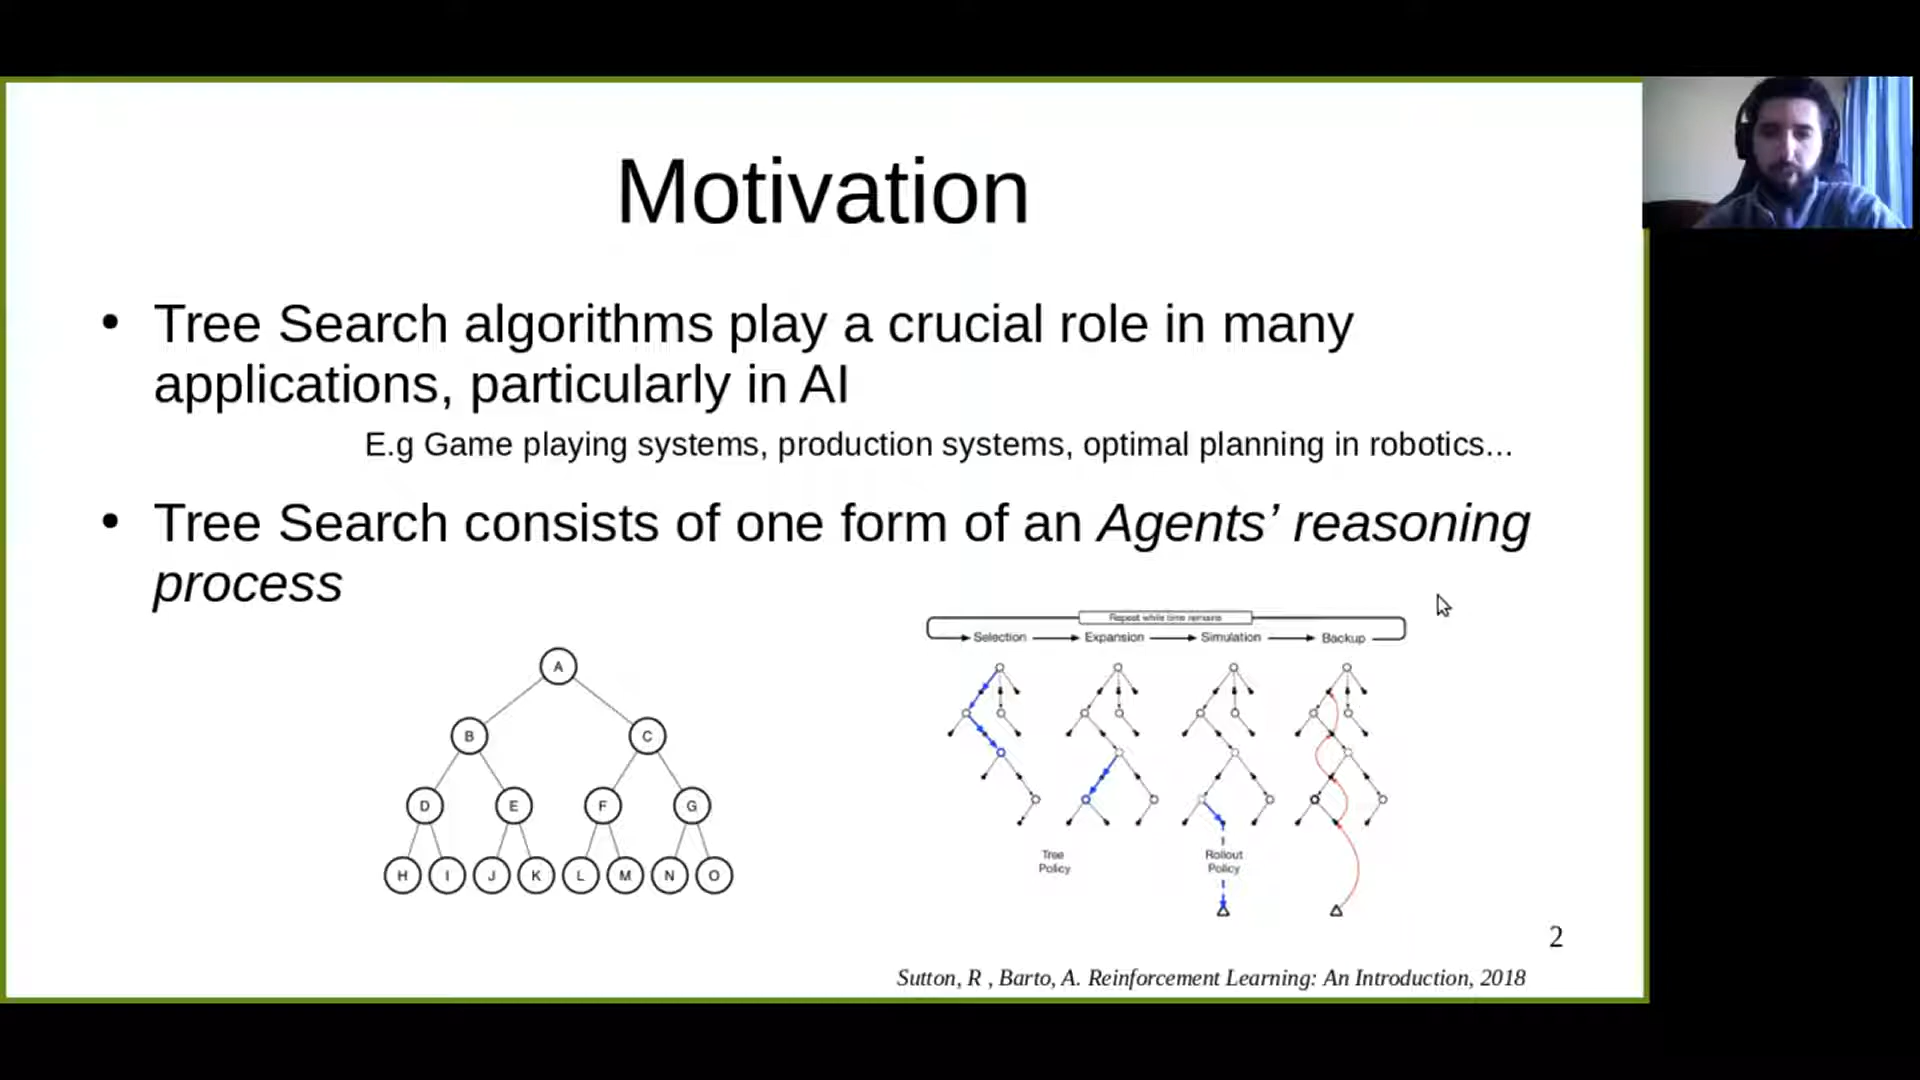 Motivation
• Tree Search algorithms play a crucial role in many
applications, particularly in AI
E.g Game playing systems, production systems, optimal planning in robotics...
• Tree Search consists of one form of an Agents’ reasoning
process
A
B C
D E F G
H I J K L M N O
Repeat while time remains
Selection Expansion Simulation Backup
Tree
Policy
Rollout
Policy
2
Sutton, R , Barto, A. Reinforcement Learning: An Introduction, 2018